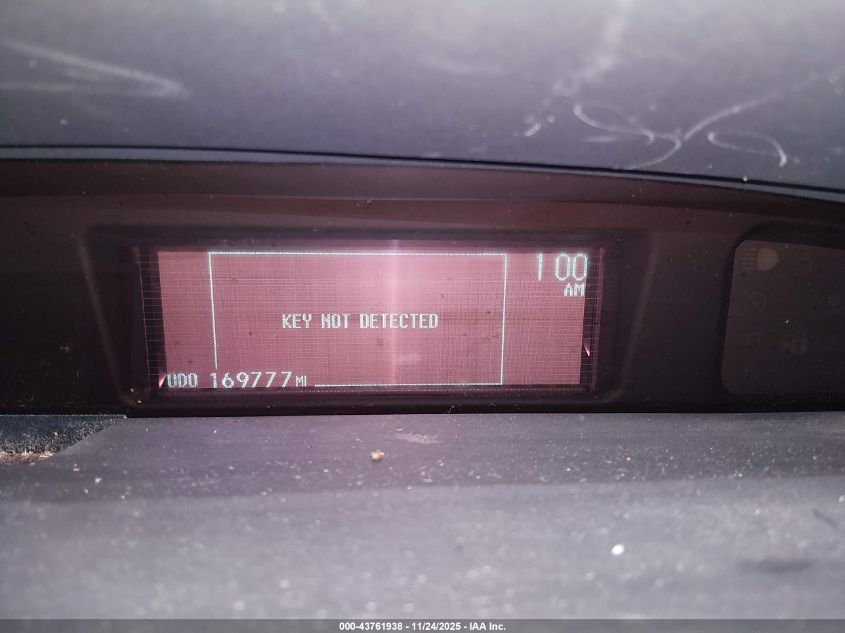 1 00
AM
KEY NOT DETECTED
ODO 169777 MI
000-43761938 - 11/24/2025 - IAA Inc.